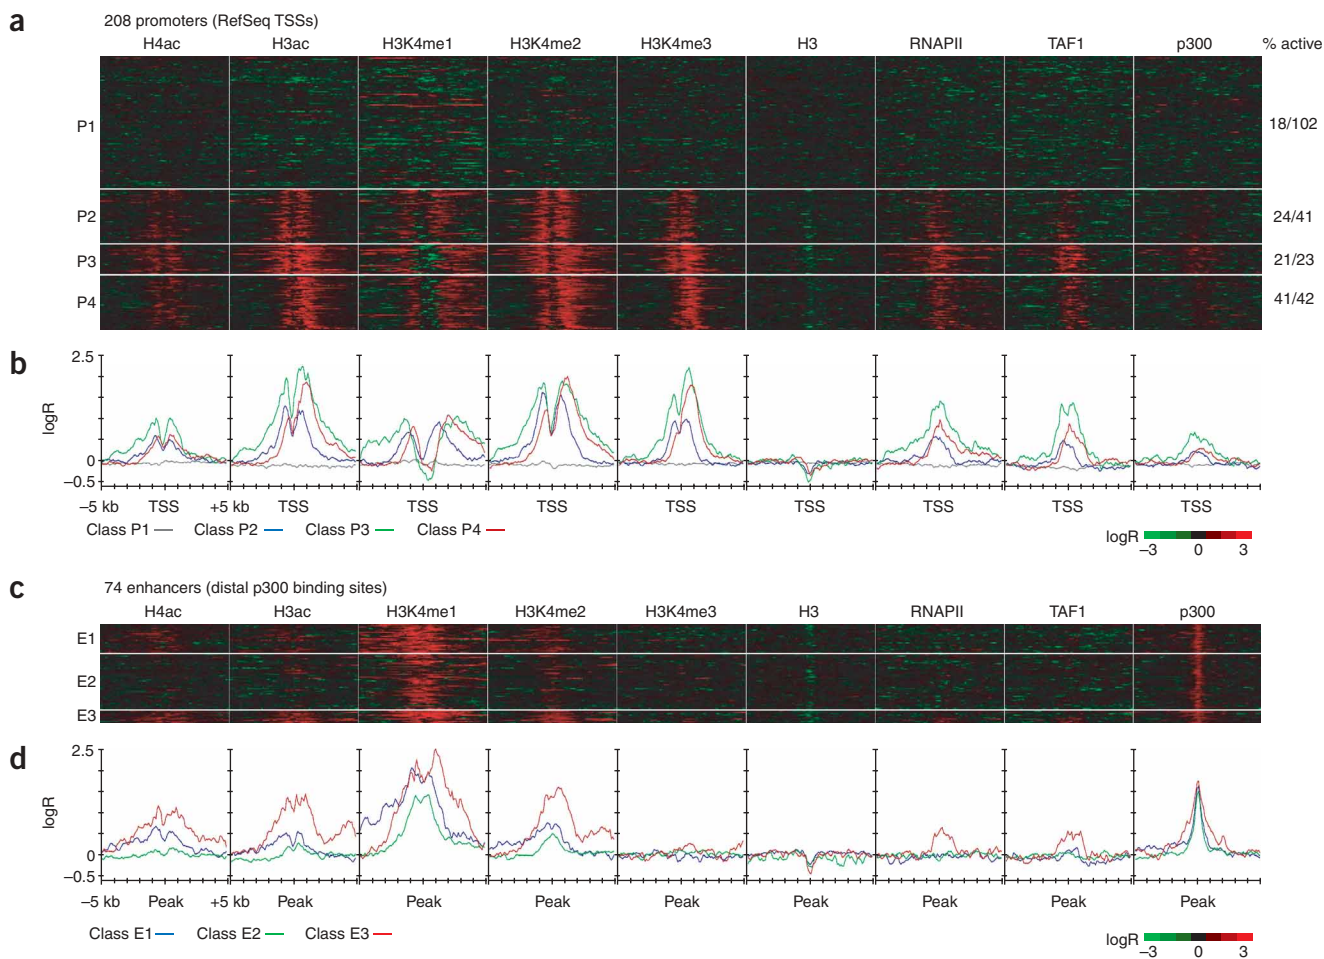 a
208 promoters (RefSeq TSSs)
H4ac H3ac H3K4me1 H3K4me2 H3K4me3 H3 RNAPII TAF1 p300 % active
P1 18/102
P2 24/41
P3 21/23
P4 41/42
b
2.5
logR
0
–0.5
–5 kb TSS +5 kb TSS TSS TSS TSS TSS TSS TSS TSS
Class P1 Class P2 Class P3 Class P4
logR
–3 0 3
c
74 enhancers (distal p300 binding sites)
H4ac H3ac H3K4me1 H3K4me2 H3K4me3 H3 RNAPII TAF1 p300
E1
E2
E3
d
2.5
logR
0
–0.5
–5 kb Peak +5 kb Peak Peak Peak Peak Peak Peak Peak Peak
Class E1 Class E2 Class E3
logR
–3 0 3